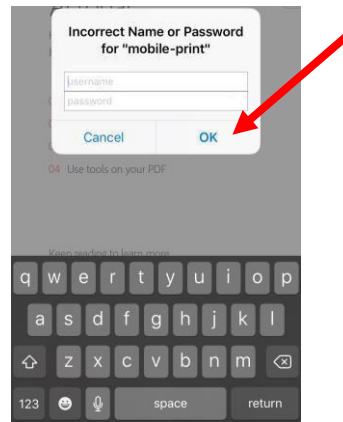 Incorrect Name or Password
for "mobile-print"
username
password
Cancel OK
04 Use tools on your PDF
Keep reading to learn more
q w e r t y u i o p
a s d f g h j k l
z x c v b n m
123 space return